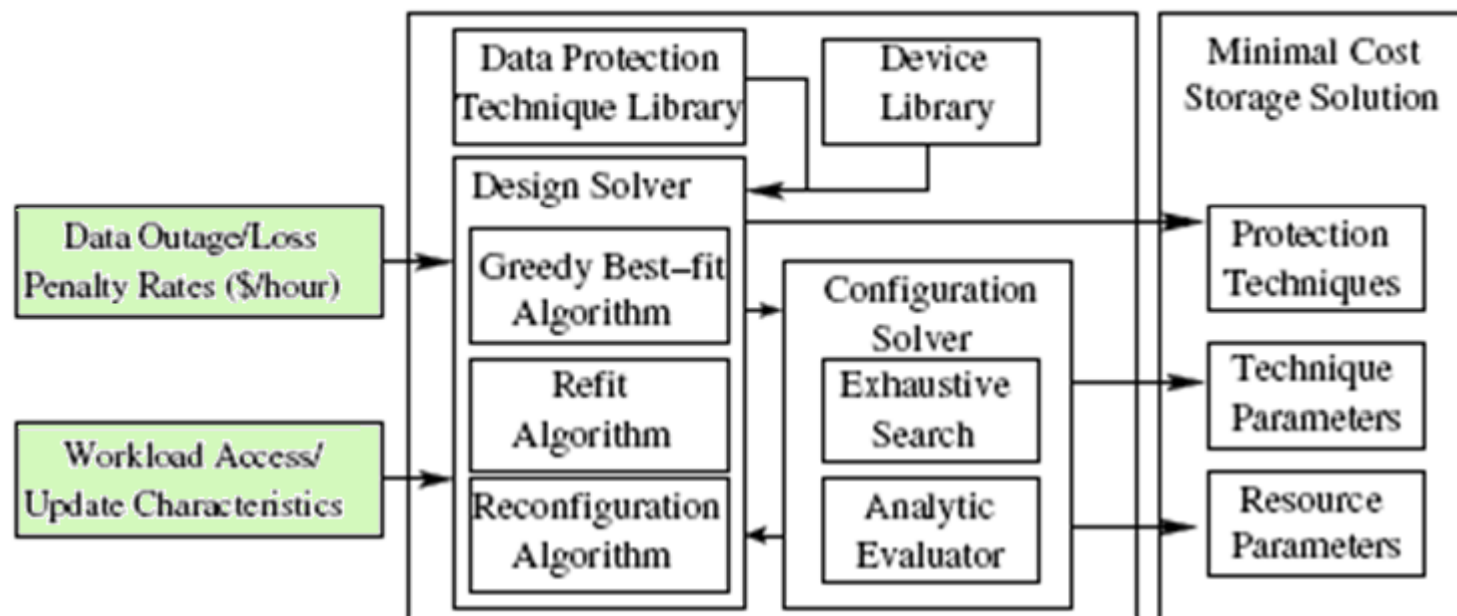 Data Outage/Loss
Penalty Rates ($/hour)
Workload Access/
Update Characteristics
Data Protection
Technique Library
Device
Library
Design Solver
Greedy Best–fit
Algorithm
Refit
Algorithm
Reconfiguration
Algorithm
Configuration
Solver
Exhaustive
Search
Analytic
Evaluator
Minimal Cost
Storage Solution
Protection
Techniques
Technique
Parameters
Resource
Parameters